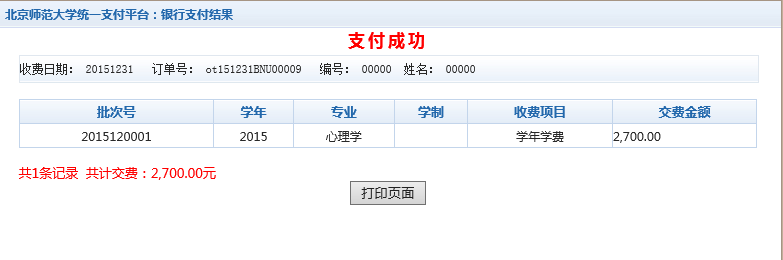 北京师范大学统一支付平台：银行支付结果
支付成功
收费日期： 20151231 订单号： ot151231BNU00009 编号： 00000 姓名： 00000
批次号 学年 专业 学制 收费项目 交费金额
2015120001 2015 心理学 学年学费 2,700.00
共1条记录 共计交费：2,700.00元
打印页面